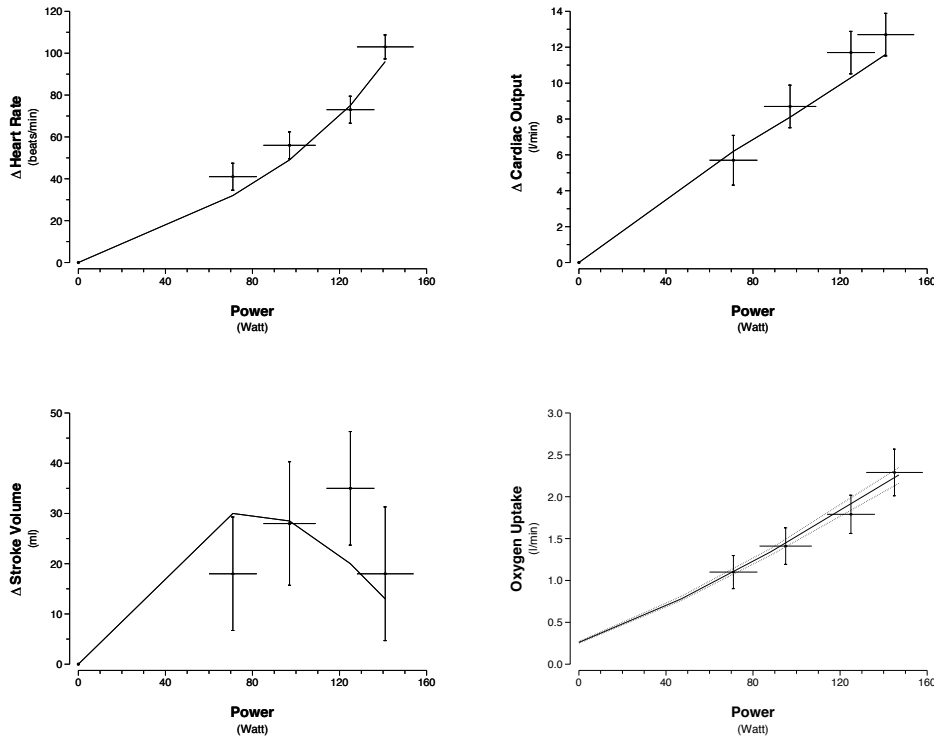 120
100
80
60
40
20
0
Δ Heart Rate
(beats/min)
0 40 80 120 160
Power
(Watt)
14
12
10
8
6
4
2
0
Δ Cardiac Output
(l/min)
0 40 80 120 160
Power
(Watt)
50
40
30
20
10
0
Δ Stroke Volume
(ml)
0 40 80 120 160
Power
(Watt)
3.0
2.5
2.0
1.5
1.0
0.5
0.0
Oxygen Uptake
(l/min)
0 40 80 120 160
Power
(Watt)